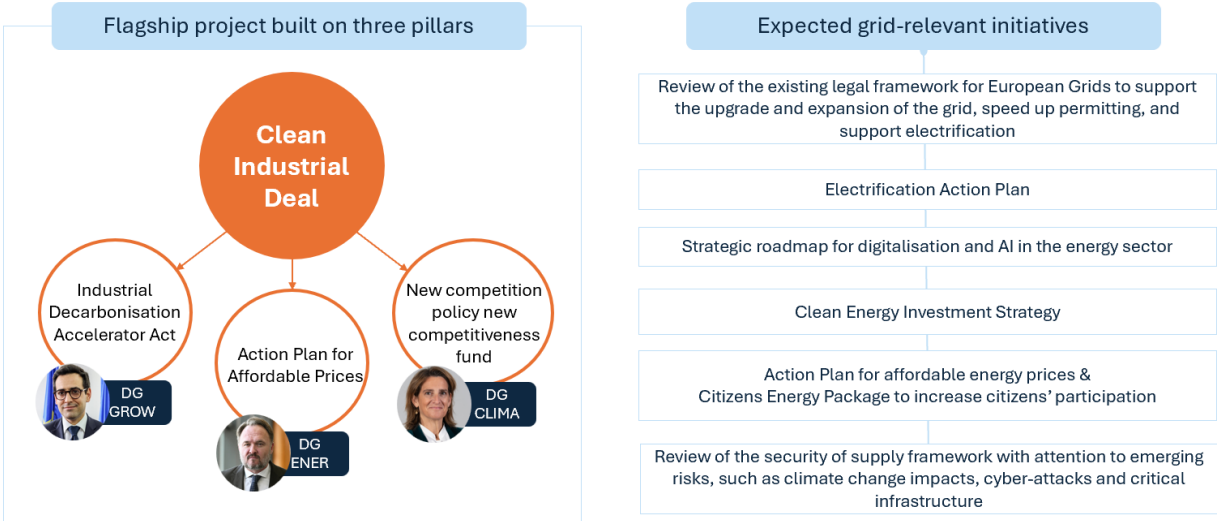 Flagship project built on three pillars
Clean
Industrial
Deal
Industrial
Decarbonisation
Accelerator Act
DG
GROW
Action Plan for
Affordable Prices
DG
ENER
New competition
policy new
competitiveness
fund
DG
CLIMA
Expected grid-relevant initiatives
Review of the existing legal framework for European Grids to support
the upgrade and expansion of the grid, speed up permitting, and
support electrification
Electrification Action Plan
Strategic roadmap for digitalisation and AI in the energy sector
Clean Energy Investment Strategy
Action Plan for affordable energy prices &
Citizens Energy Package to increase citizens’ participation
Review of the security of supply framework with attention to emerging
risks, such as climate change impacts, cyber-attacks and critical
infrastructure